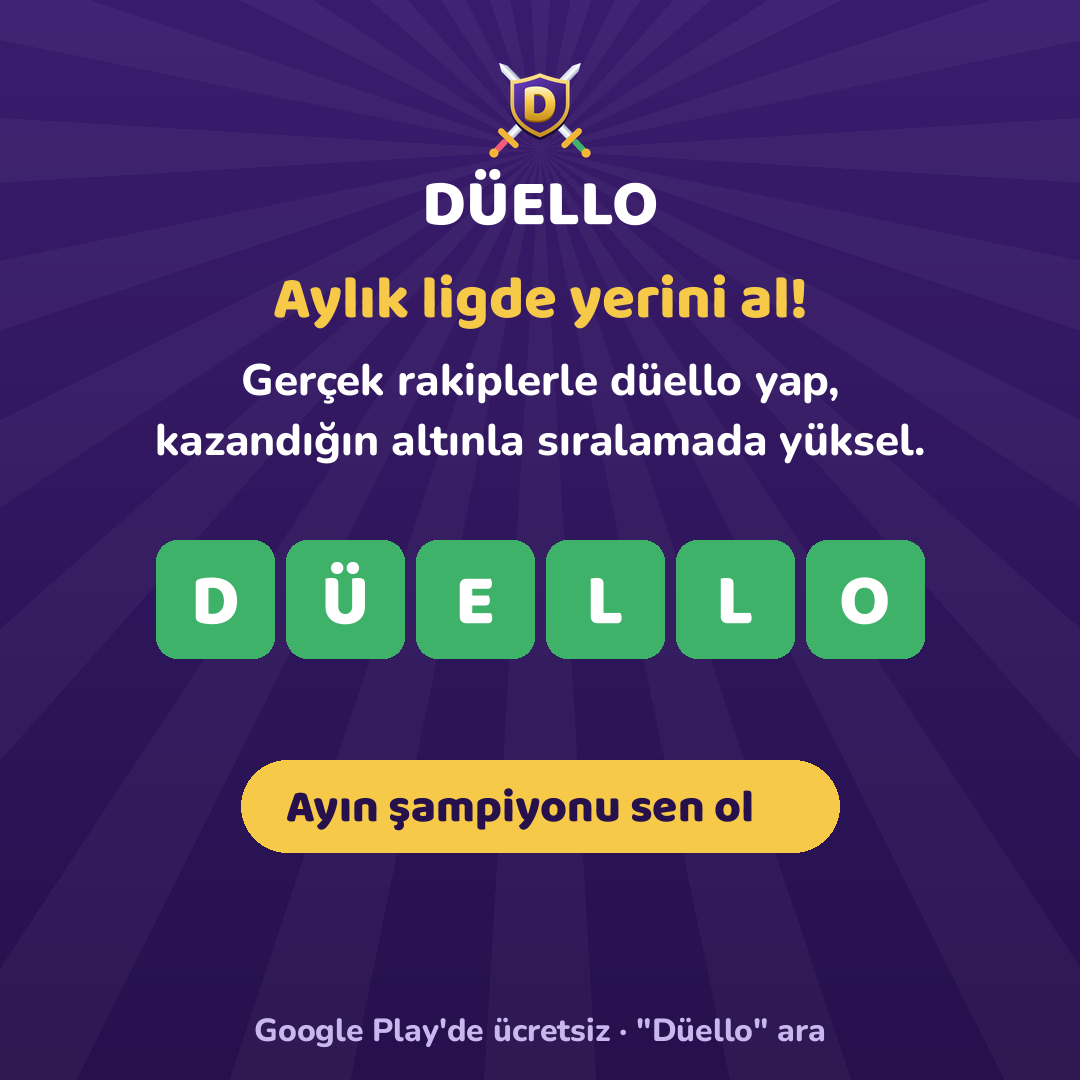 D
DÜELLO
Aylık ligde yerini al!
Gerçek rakiplerle düello yap,
kazandığın altınla sıralamada yüksel.
D Ü E L L O
Ayın şampiyonu sen ol
Google Play'de ücretsiz · "Düello" ara